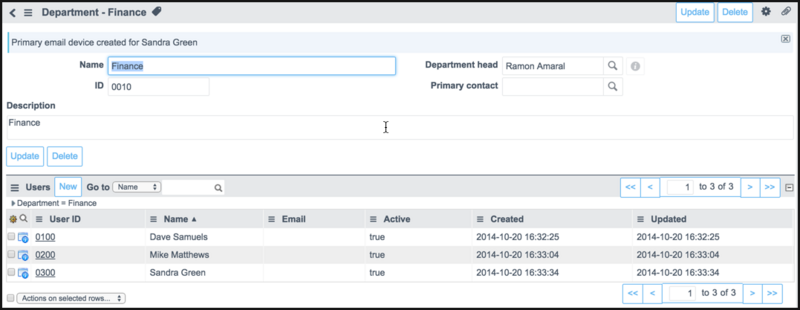 Department - Finance Update Delete
Primary email device created for Sandra Green
Name Finance Department head Ramon Amaral
ID 0010 Primary contact
Description
Finance
Update Delete
Users New Go to Name << < 1 to 3 of 3 > >>
Department = Finance
User ID Name ▲ Email Active Created Updated
0100 Dave Samuels true 2014-10-20 16:32:25 2014-10-20 16:32:25
0200 Mike Matthews true 2014-10-20 16:33:04 2014-10-20 16:33:04
0300 Sandra Green true 2014-10-20 16:33:34 2014-10-20 16:33:34
Actions on selected rows... << < 1 to 3 of 3 > >>